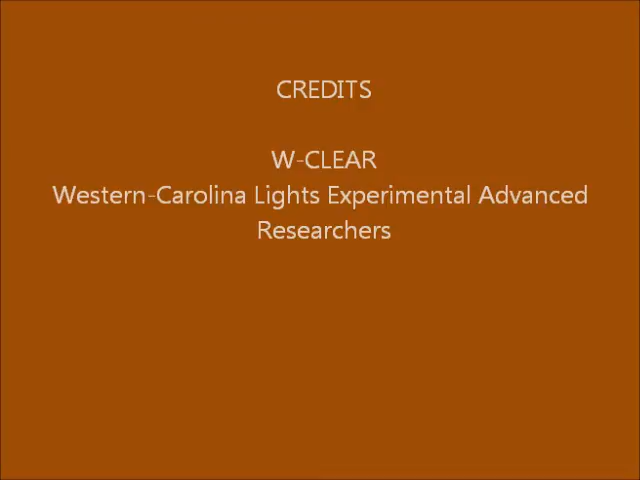 CREDITS
W-CLEAR
Western-Carolina Lights Experimental Advanced
Researchers